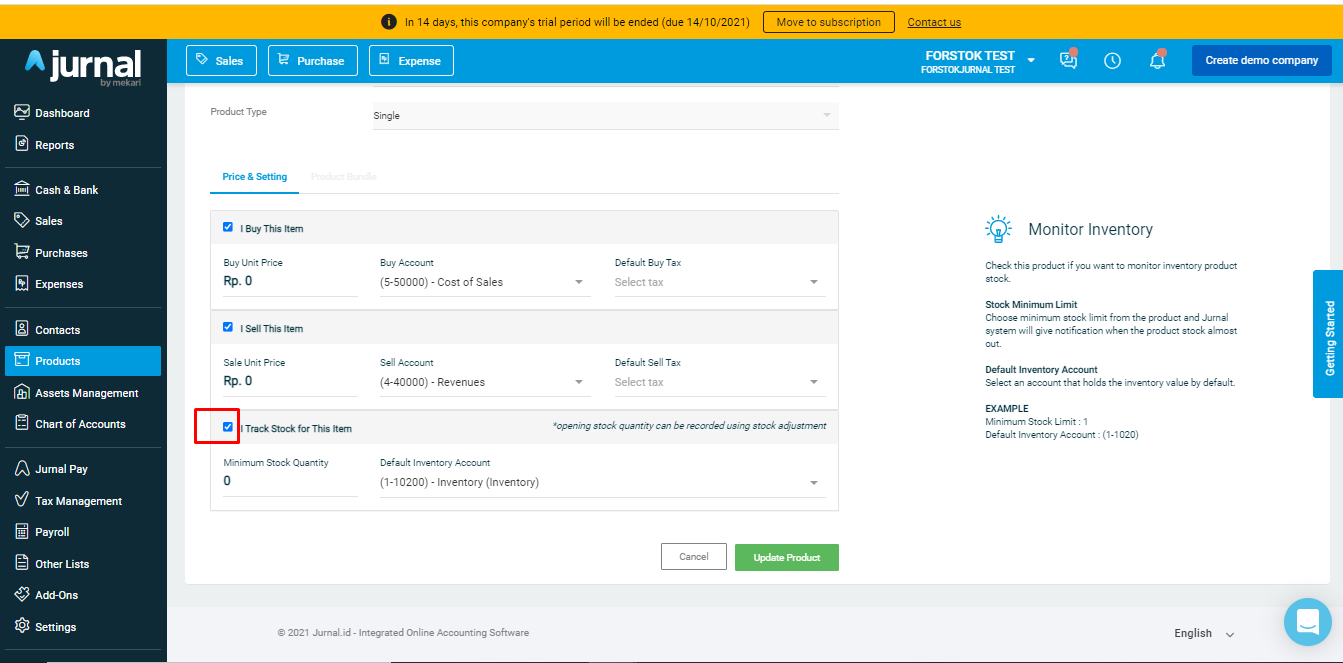 In 14 days, this company's trial period will be ended (due 14/10/2021)
Move to subscription
Contact us
jurnal
by mekari
Sales
Purchase
Expense
FORSTOK TEST
FORSTOKJURNAL TEST
Create demo company
Dashboard
Reports
Cash & Bank
Sales
Purchases
Expenses
Contacts
Products
Assets Management
Chart of Accounts
Jurnal Pay
Tax Management
Payroll
Other Lists
Add-Ons
Settings
Product Type
Single
Price & Setting
Product Bundle
I Buy This Item
Buy Unit Price
Buy Account
Default Buy Tax
Rp. 0
(5-50000) - Cost of Sales
Select tax
I Sell This Item
Sale Unit Price
Sell Account
Default Sell Tax
Rp. 0
(4-40000) - Revenues
Select tax
I Track Stock for This Item
*opening stock quantity can be recorded using stock adjustment
Minimum Stock Quantity
Default Inventory Account
0
(1-10200) - Inventory (Inventory)
Cancel
Update Product
Monitor Inventory
Check this product if you want to monitor inventory product
stock.
Stock Minimum Limit
Choose minimum stock limit from the product and Jurnal
system will give notification when the product stock almost
out.
Default Inventory Account
Select an account that holds the inventory value by default.
EXAMPLE
Minimum Stock Limit : 1
Default Inventory Account : (1-1020)
Getting Started
© 2021 Jurnal.id - Integrated Online Accounting Software
English